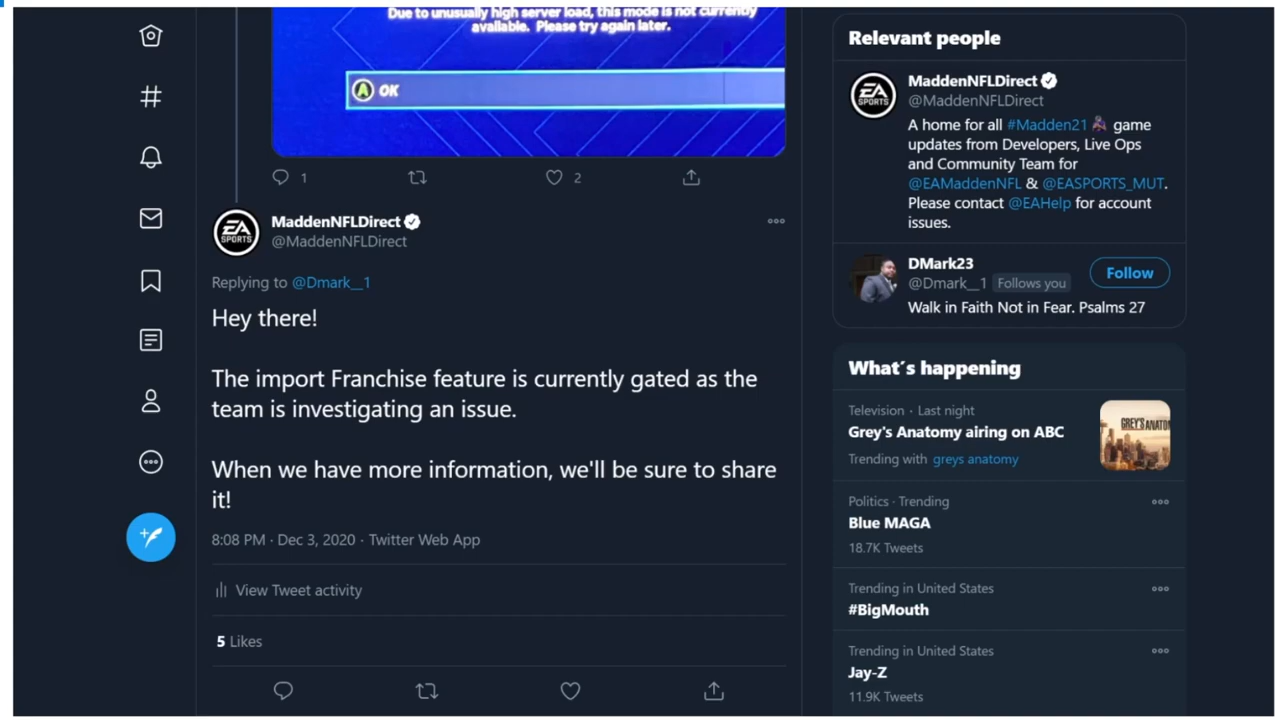 Due to unusually high server load, this mode is not currently
available. Please try again later.
A OK
1
2
MaddenNFLDirect
@MaddenNFLDirect
EA
SPORTS
Replying to @Dmark__1
Hey there!
The import Franchise feature is currently gated as the
team is investigating an issue.
When we have more information, we'll be sure to share
it!
8:08 PM · Dec 3, 2020 · Twitter Web App
View Tweet activity
5 Likes
Relevant people
EA
SPORTS
MaddenNFLDirect
@MaddenNFLDirect
A home for all #Madden21 game
updates from Developers, Live Ops
and Community Team for
@EAMaddenNFL & @EASPORTS_MUT.
Please contact @EAHelp for account
issues.
DMark23
@Dmark__1 Follows you
Follow
Walk in Faith Not in Fear. Psalms 27
What's happening
Television · Last night
Grey's Anatomy airing on ABC
Trending with greys anatomy
GREY'S ANATOM
Politics · Trending
Blue MAGA
18.7K Tweets
Trending in United States
#BigMouth
Trending in United States
Jay-Z
11.9K Tweets